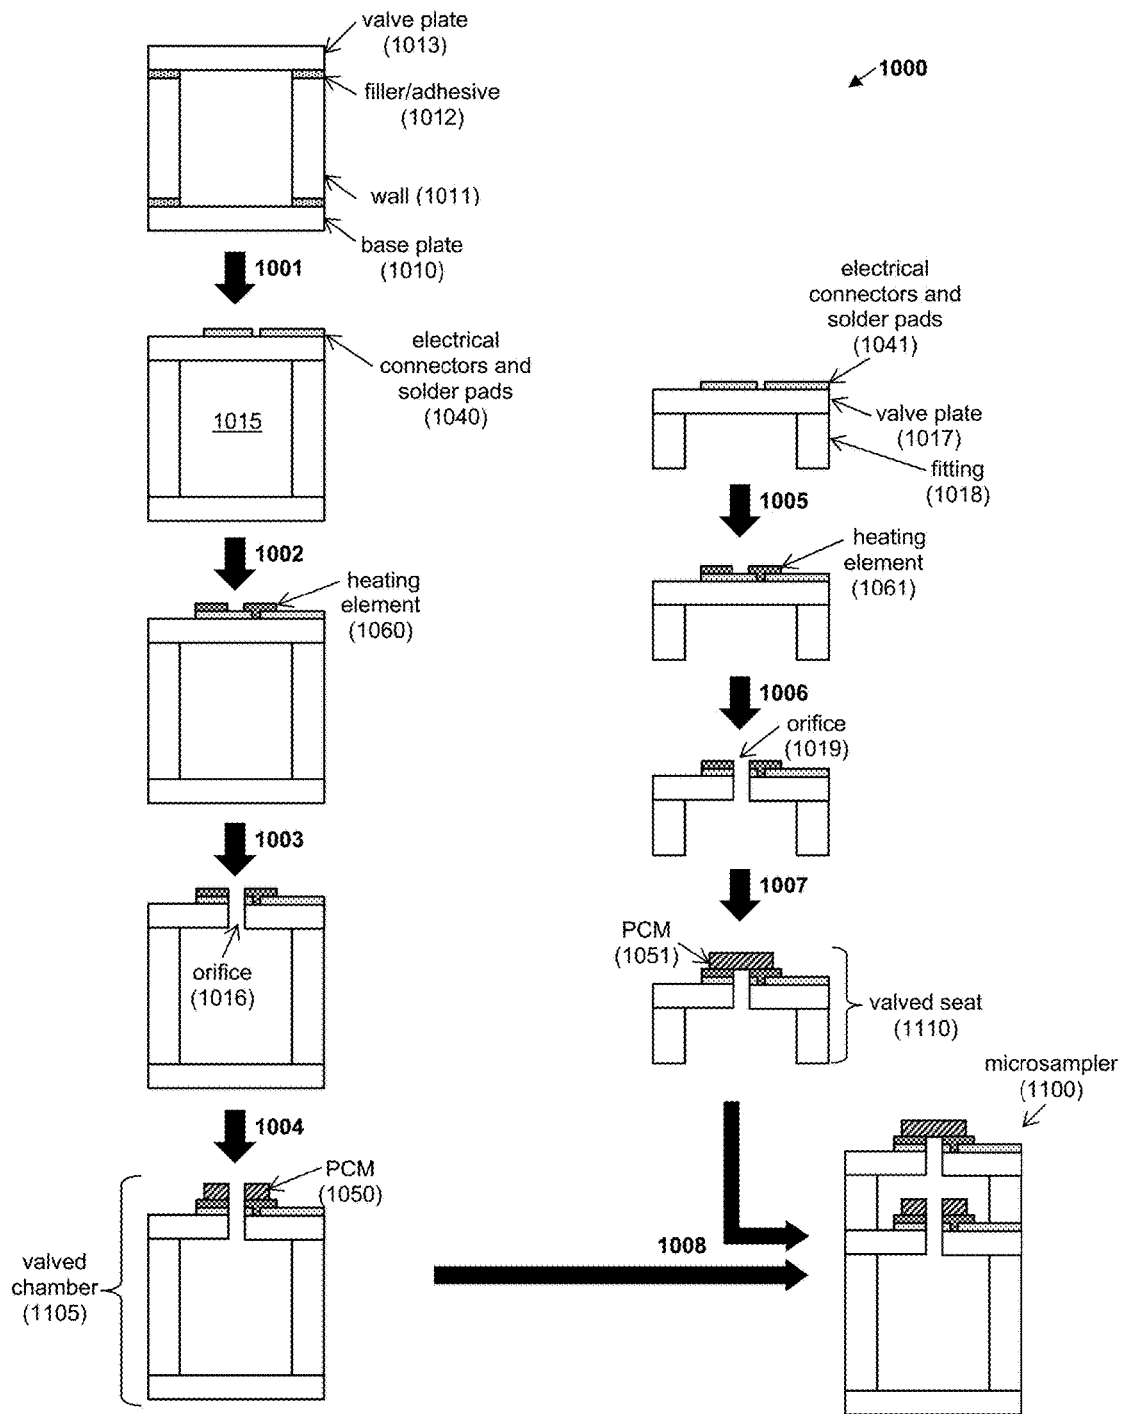 valve plate
(1013)
filler/adhesive
(1012)
wall (1011)
base plate
(1010)
1001
electrical
connectors and
solder pads
(1040)
1015
1002
heating
element
(1060)
1003
orifice
(1016)
1004
PCM
(1050)
valved
chamber
(1105)
1000
electrical
connectors and
solder pads
(1041)
valve plate
(1017)
fitting
(1018)
1005
heating
element
(1061)
1006
orifice
(1019)
1007
PCM
(1051)
valved seat
(1110)
microsampler
(1100)
1008